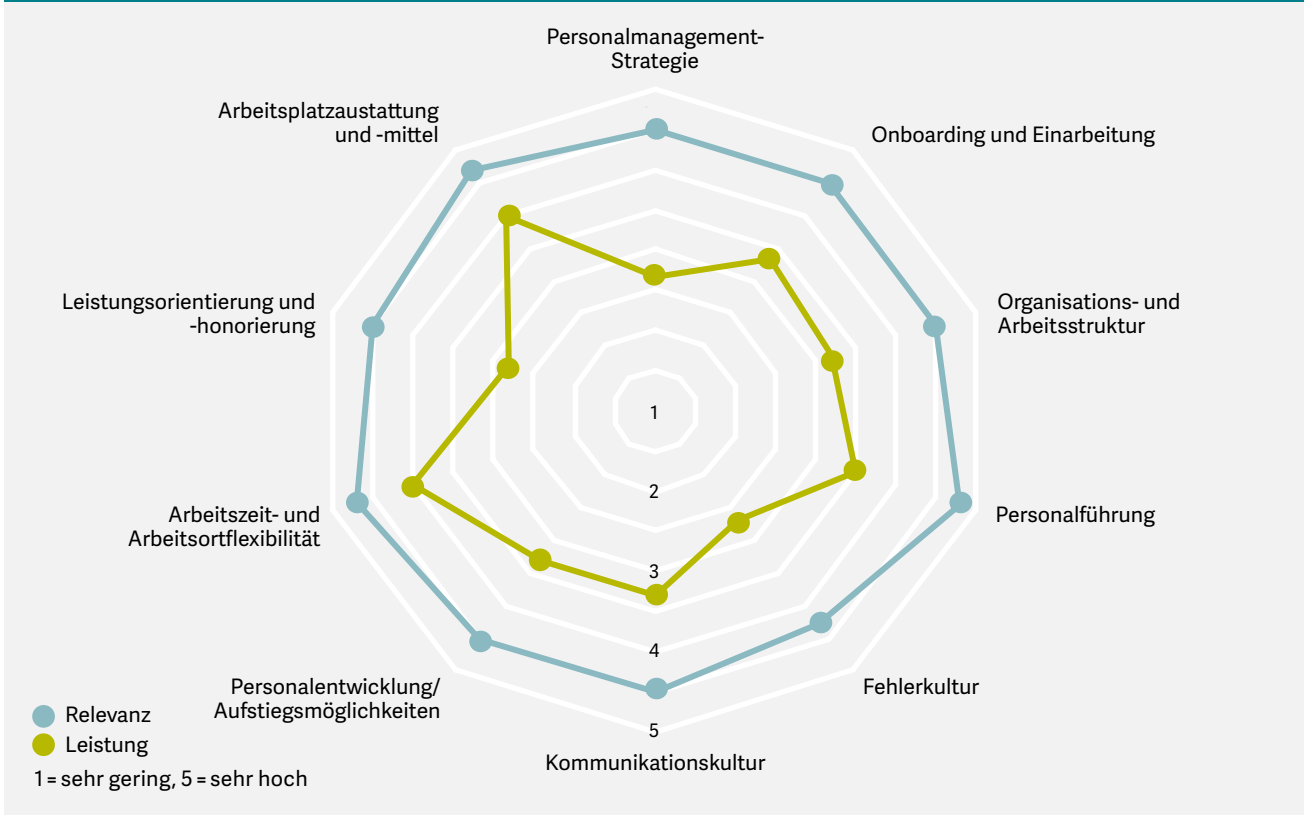 Personalmanagement-
Strategie
Arbeitsplatzaustattung
und -mittel
Onboarding und Einarbeitung
Leistungsorientierung und
-honorierung
Organisations- und
Arbeitsstruktur
1
2
3
4
5
Arbeitszeit- und
Arbeitsortflexibilität
Personalführung
Personalentwicklung/
Aufstiegsmöglichkeiten
Fehlerkultur
Kommunikationskultur
Relevanz
Leistung
1 = sehr gering, 5 = sehr hoch